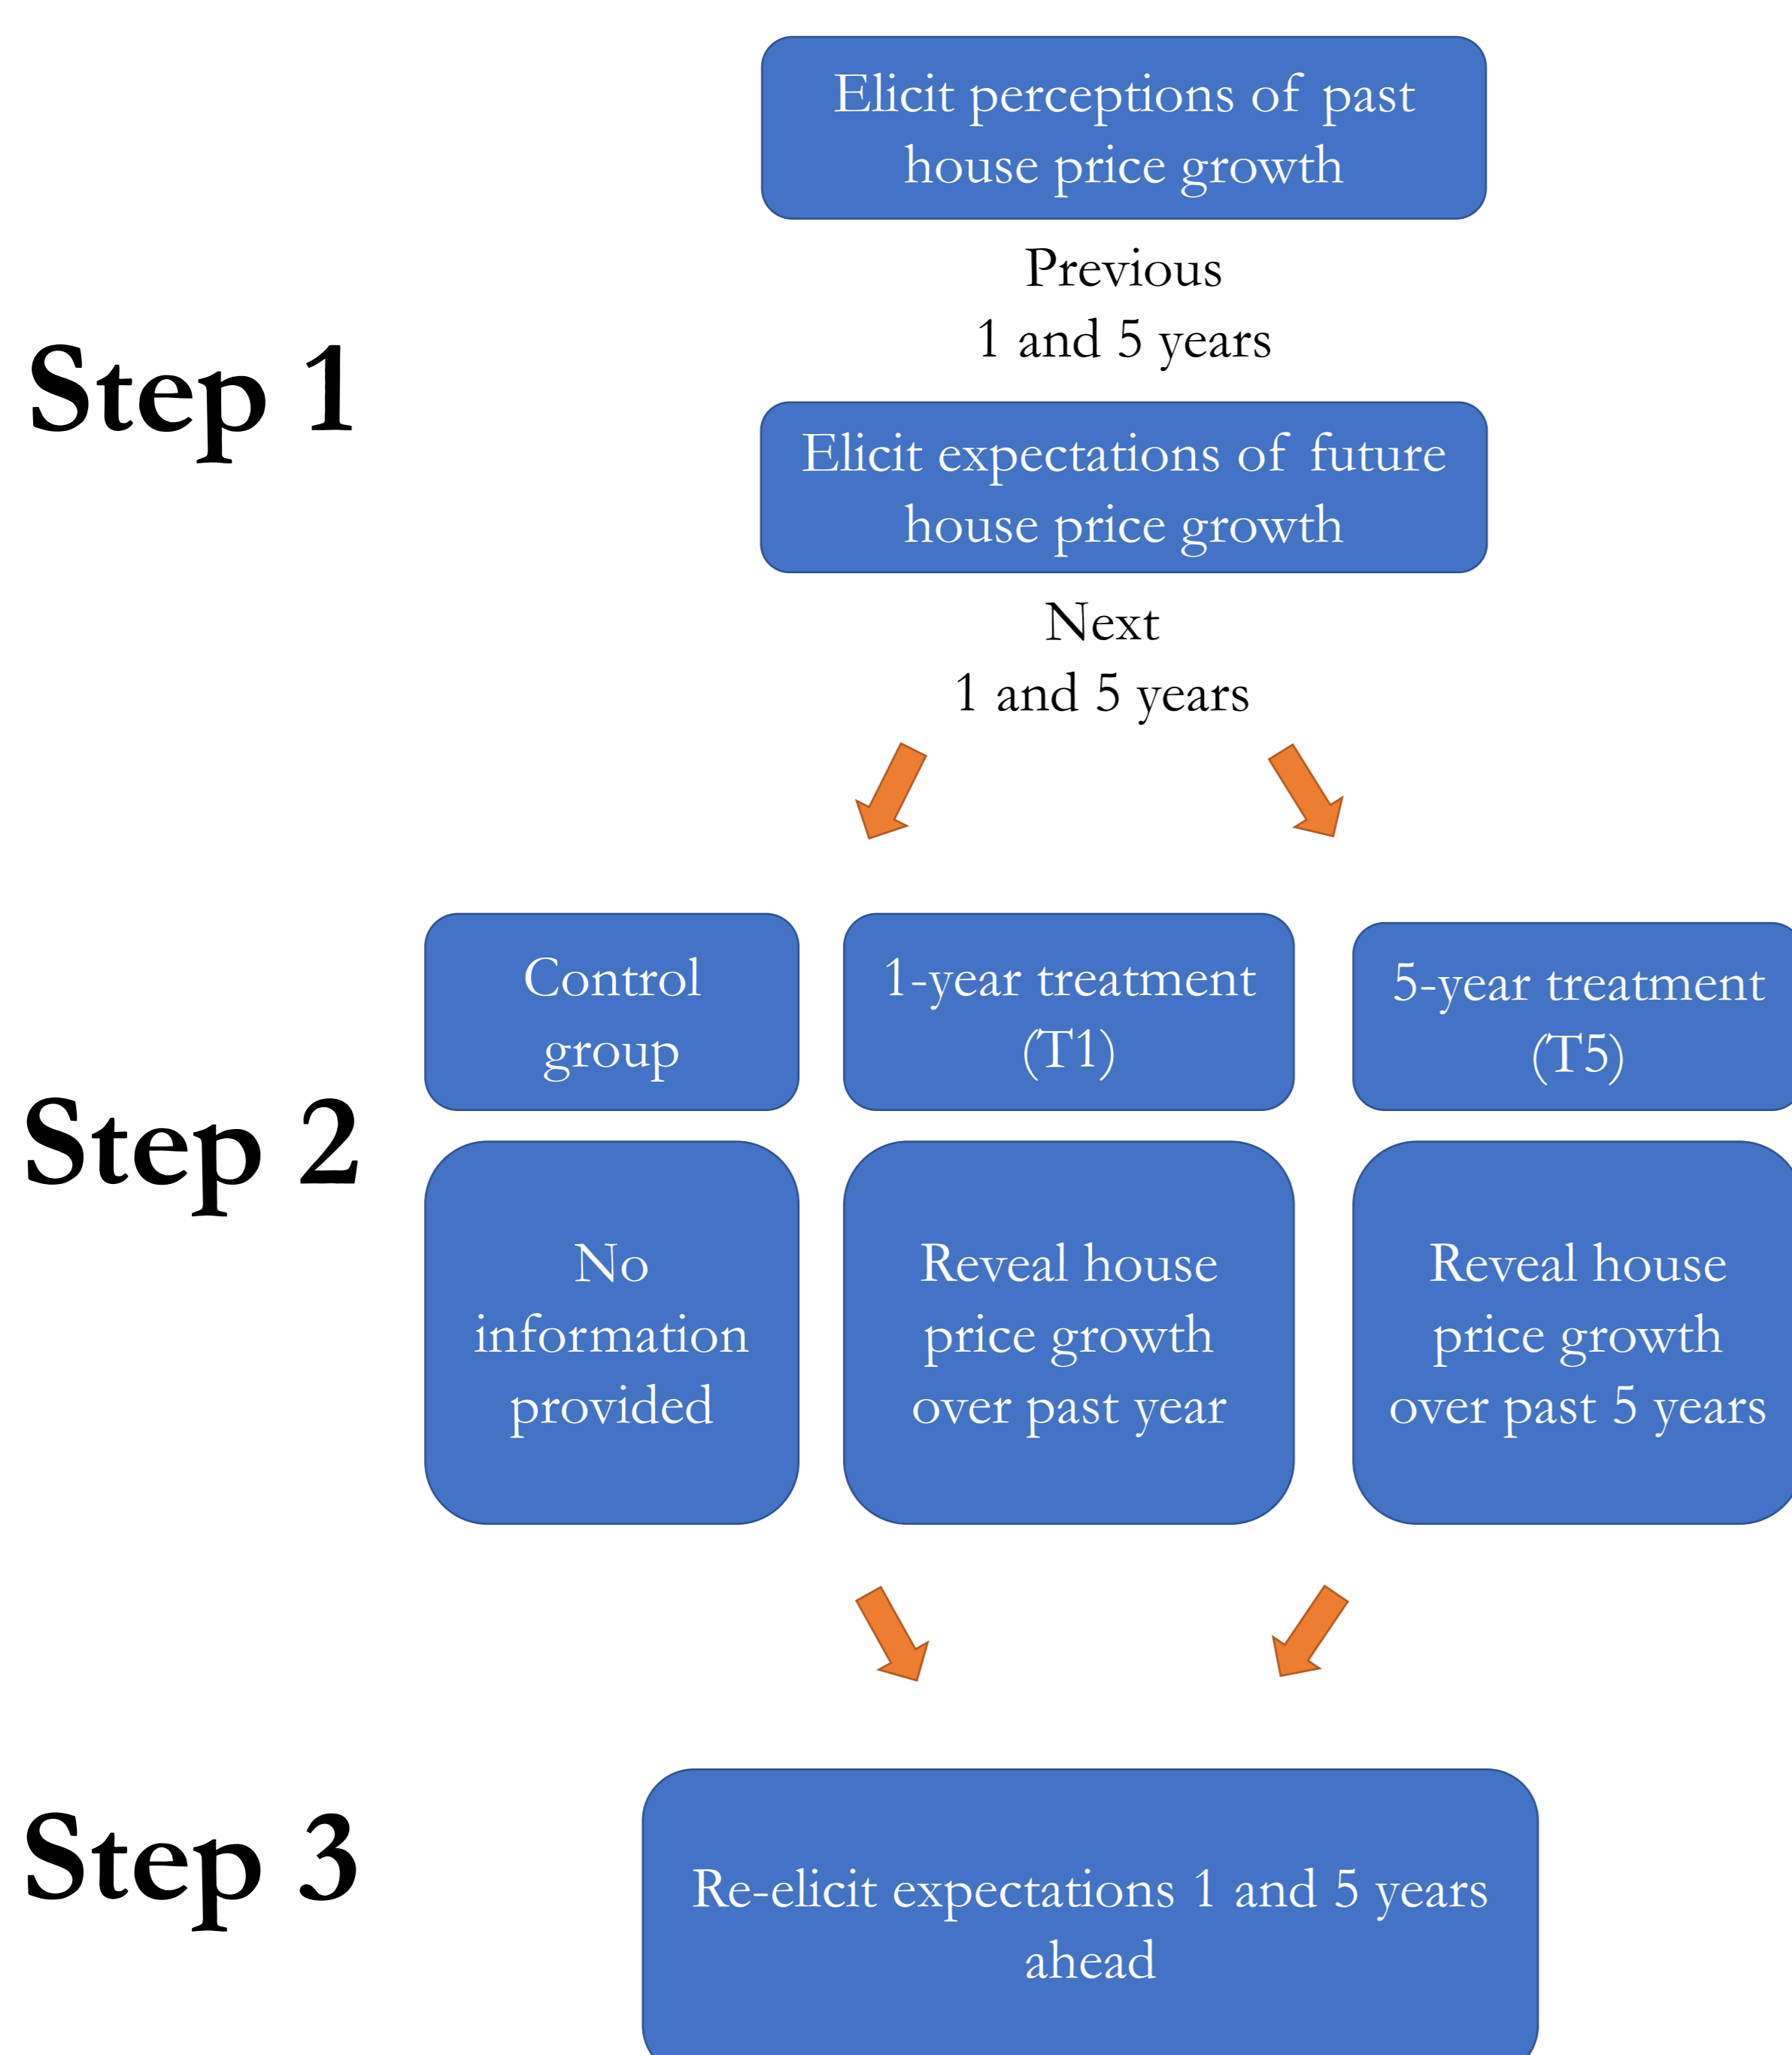 Elicit perceptions of past
house price growth
Previous
1 and 5 years
Step 1
Elicit expectations of future
house price growth
Next
1 and 5 years
Control
group
1-year treatment
(T1)
5-year treatment
(T5)
Step 2
No
information
provided
Reveal house
price growth
over past year
Reveal house
price growth
over past 5 years
Step 3
Re-elicit expectations 1 and 5 years
ahead